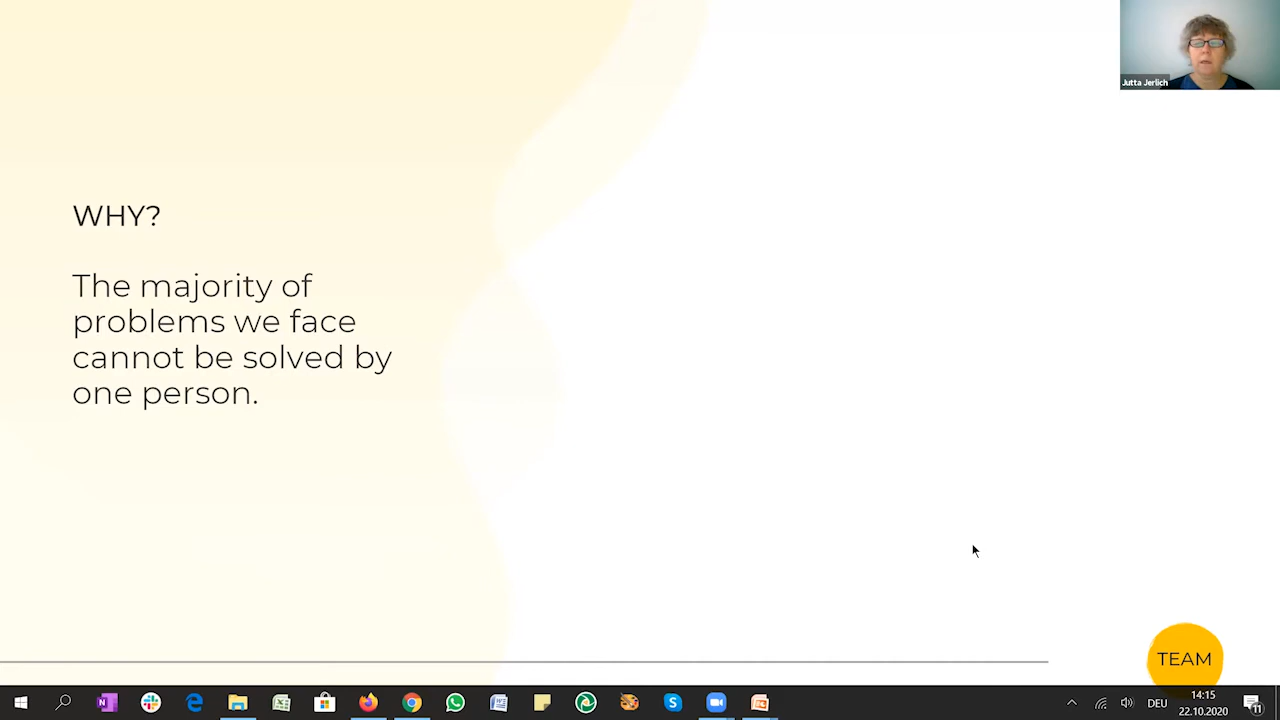 Jutta Jerlich
WHY?
The majority of
problems we face
cannot be solved by
one person.
TEAM
DEU
14:15
22.10.2020
11